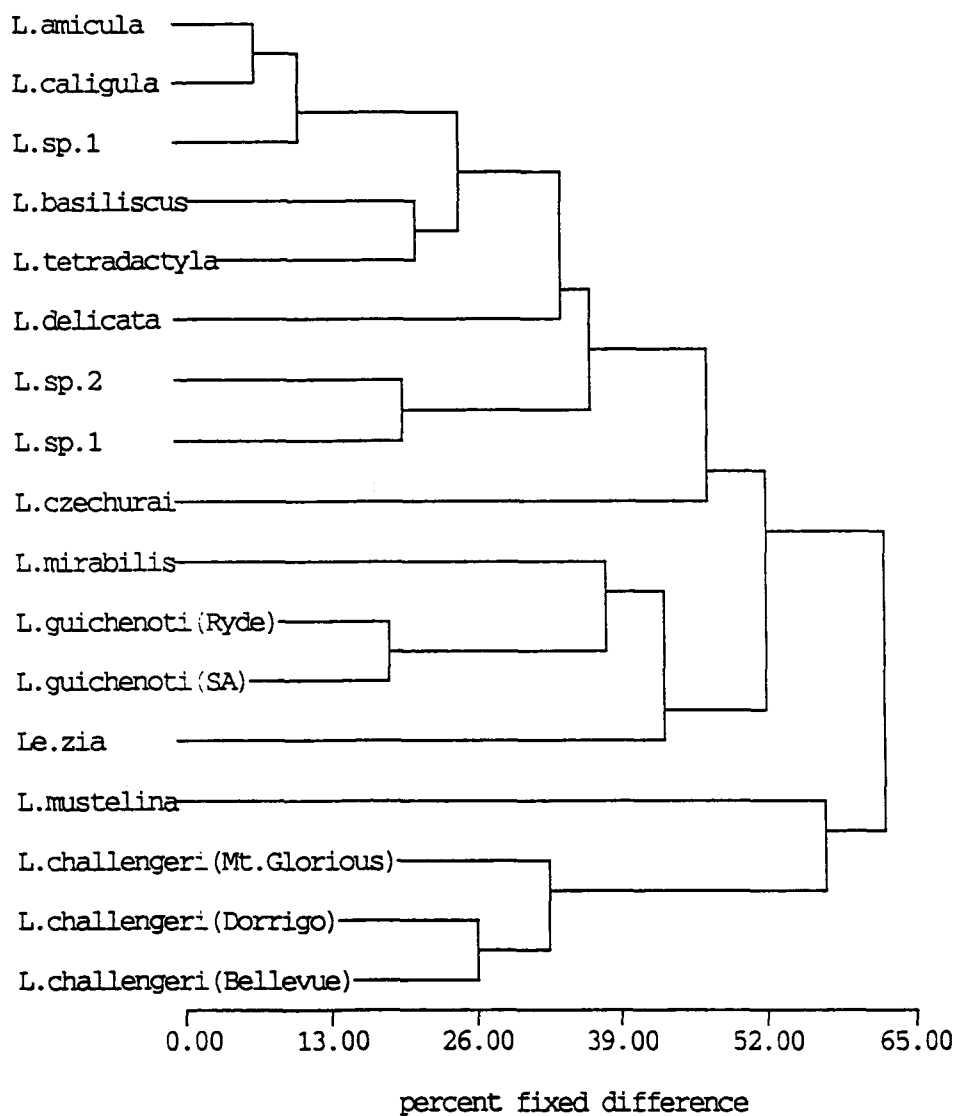 L.amicula
L.caligula
L.sp.1
L.basiliscus
L.tetradactyla
L.delicata
L.sp.2
L.sp.1
L.czechurai
L.mirabilis
L.guichenoti(Ryde)
L.guichenoti(SA)
Le.zia
L.mustelina
L.challengeri(Mt.Glorious)
L.challengeri(Dorrigo)
L.challengeri(Bellevue)
0.00 13.00 26.00 39.00 52.00 65.00
percent fixed difference